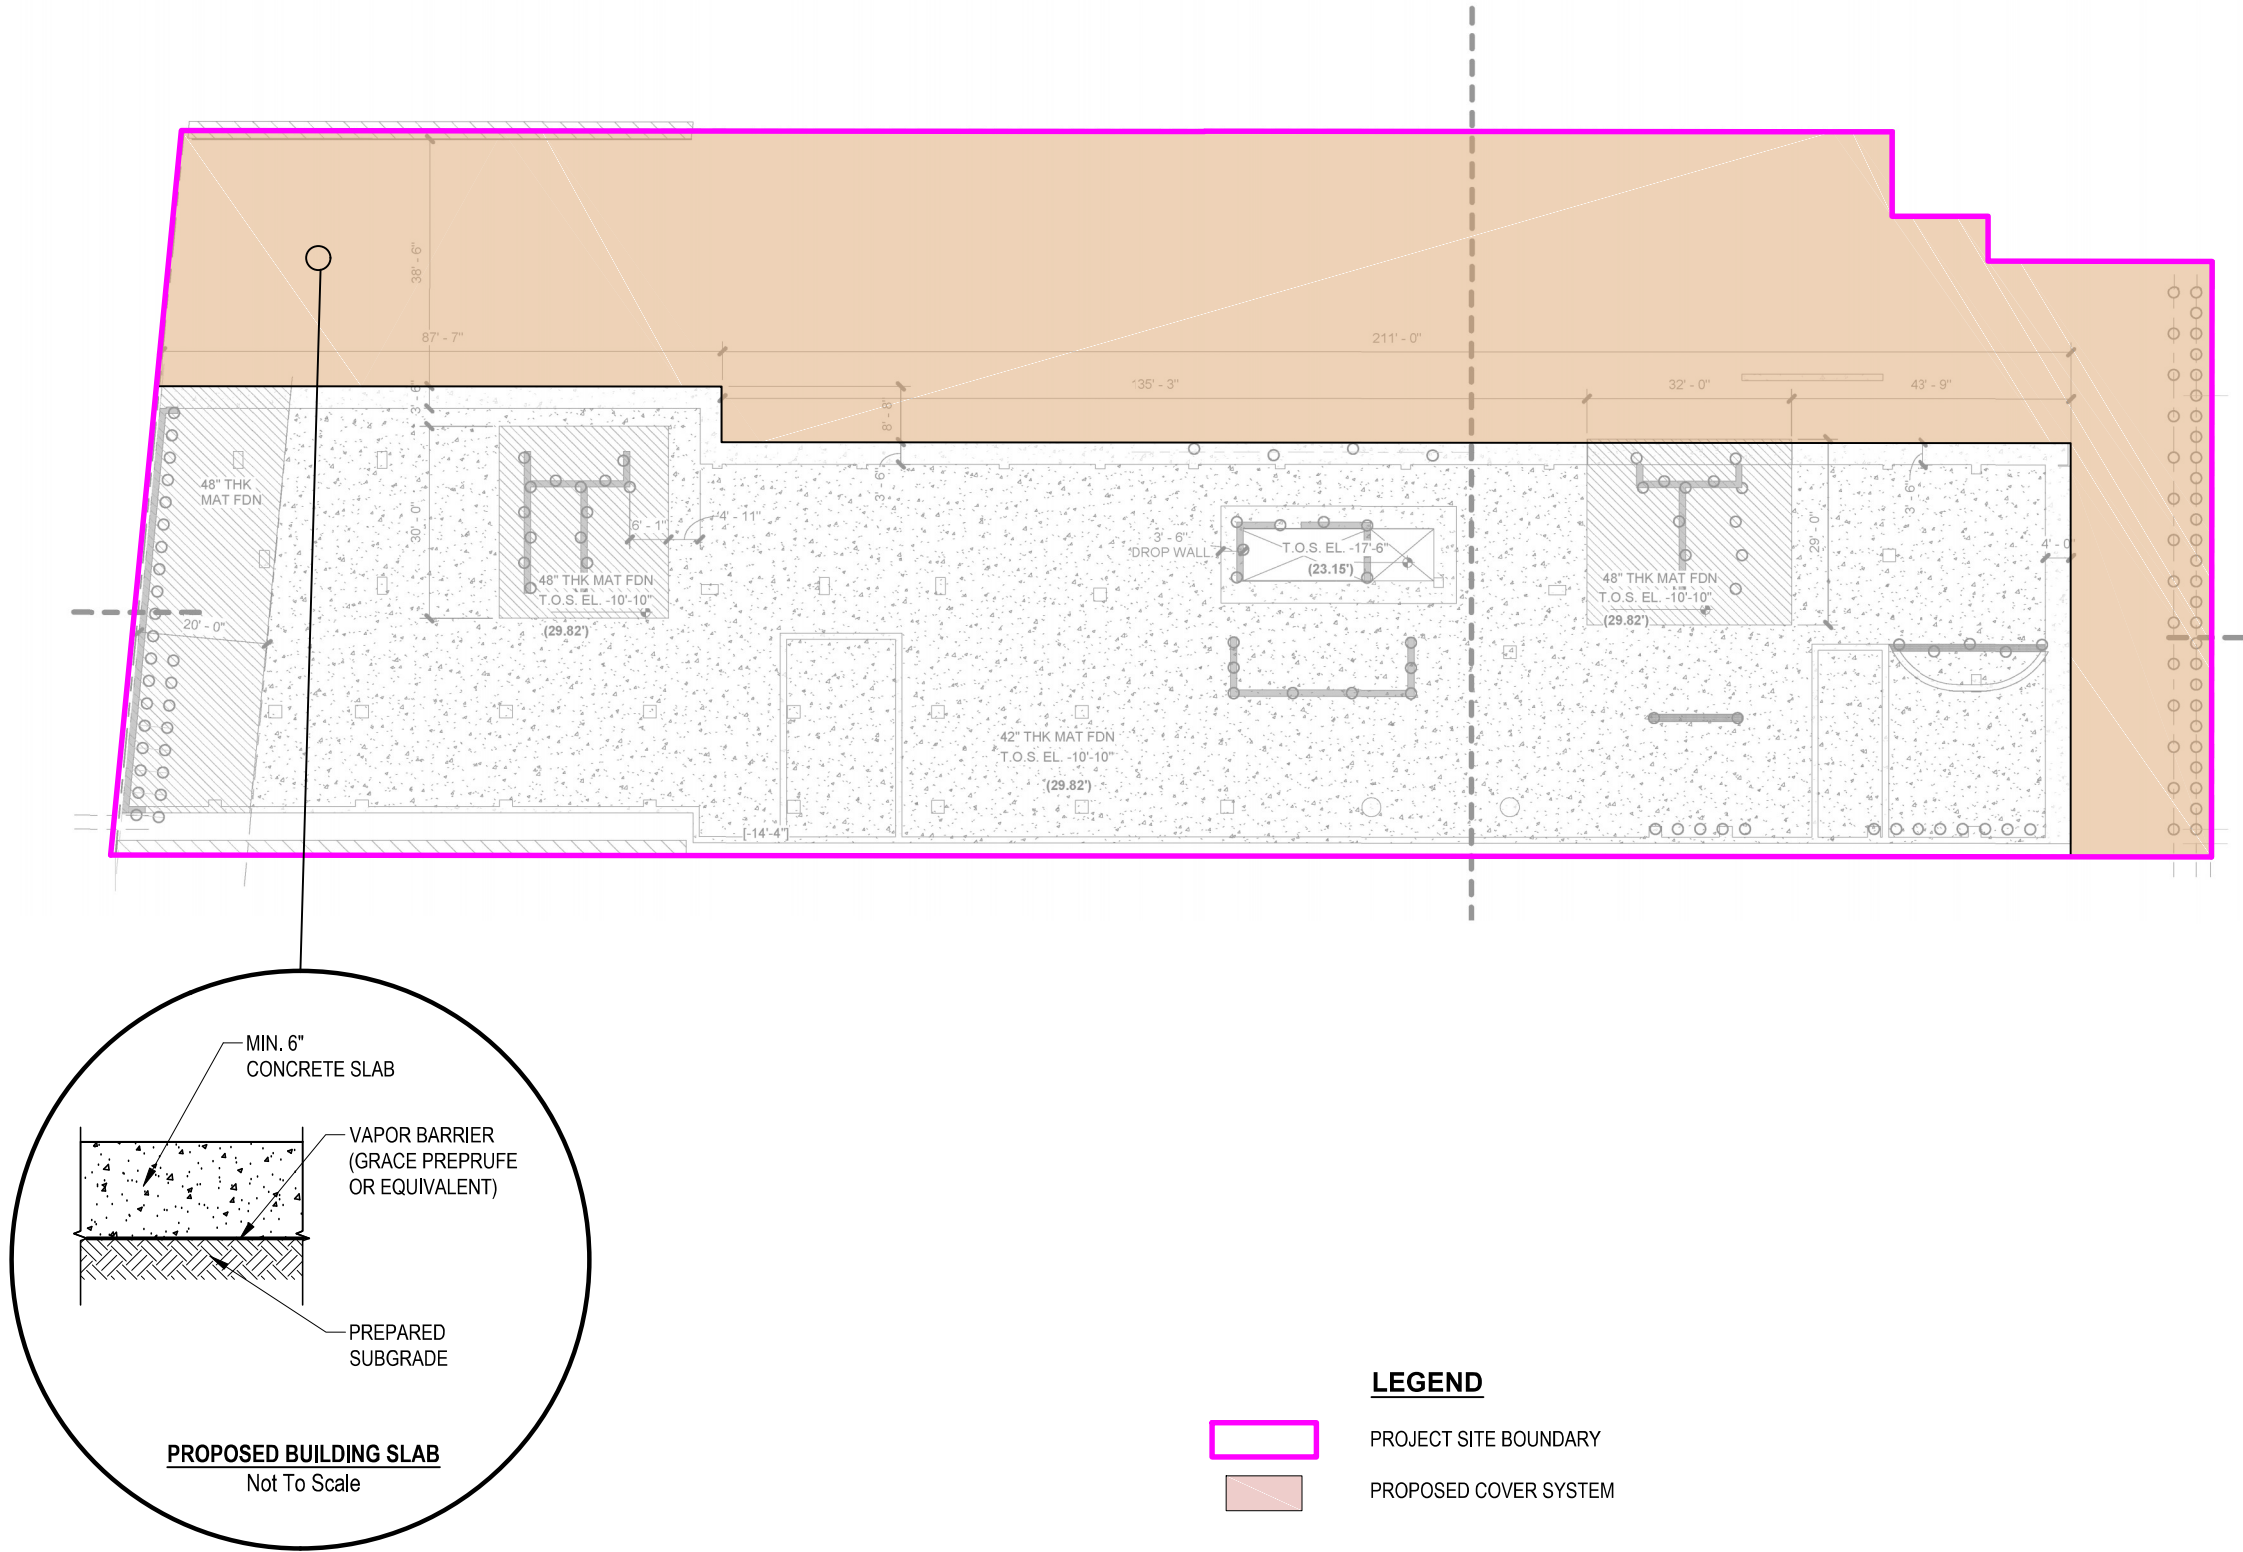 38' - 6"
87' - 7"
211' - 0"
3' - 6"
8' - 8"
'35' - 3"
32' - 0"
43' - 9"
48" THK
MAT FDN
30' - 0"
6' - 1"
4' - 11"
3' - 6"
3' - 6"
DROP WALL
T.O.S. EL. -17'-6"
(23.15')
48" THK MAT FDN
T.O.S. EL. -10'-10"
(29.82')
48" THK MAT FDN
T.O.S. EL. -10'-10"
(29.82')
29' - 0"
3' - 6"
4' - 0"
20' - 0"
42" THK MAT FDN
T.O.S. EL. -10'-10"
(29.82')
[-14'-4"]
MIN. 6"
CONCRETE SLAB
VAPOR BARRIER
(GRACE PREPRUFE
OR EQUIVALENT)
PREPARED
SUBGRADE
PROPOSED BUILDING SLAB
Not To Scale
LEGEND
PROJECT SITE BOUNDARY
PROPOSED COVER SYSTEM